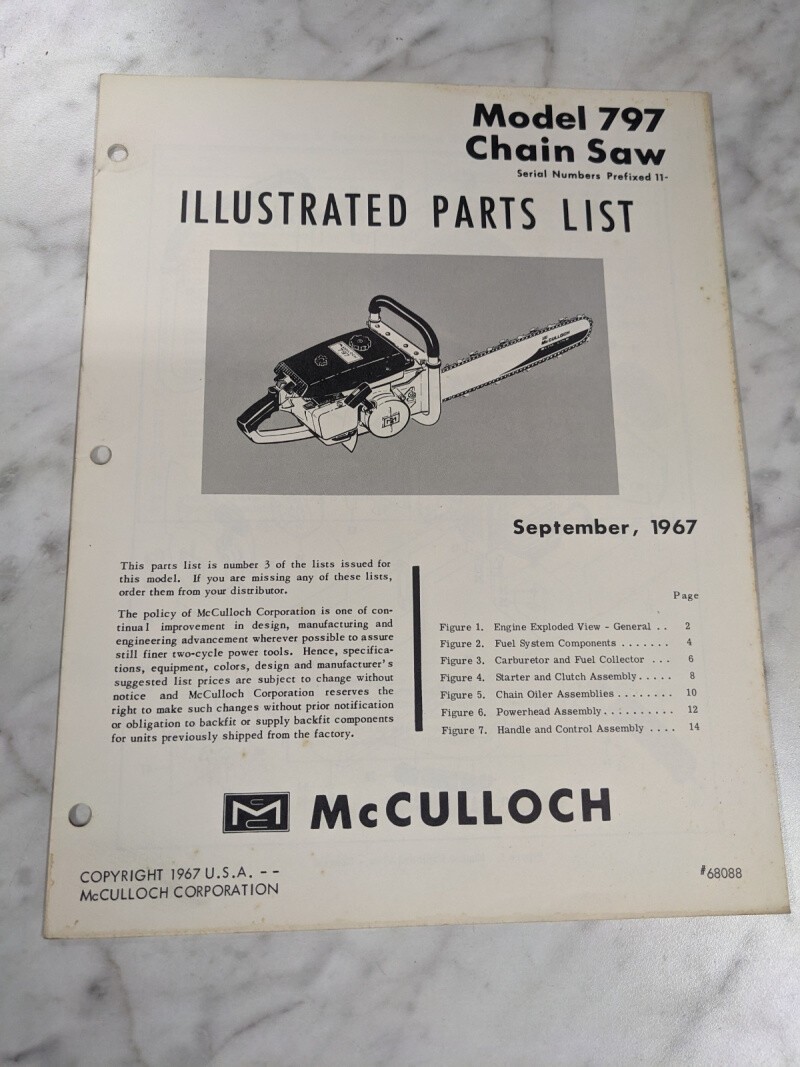 Model 797
Chain Saw
Serial Numbers Prefixed 11-
ILLUSTRATED PARTS LIST
McCULLOCH
September, 1967
This parts list is number 3 of the lists issued for
this model. If you are missing any of these lists,
order them from your distributor.
The policy of McCulloch Corporation is one of con-
tinual improvement in design, manufacturing and
engineering advancement wherever possible to assure
still finer two-cycle power tools. Hence, specifica-
tions, equipment, colors, design and manufacturer's
suggested list prices are subject to change without
notice and McCulloch Corporation reserves the
right to make such changes without prior notification
or obligation to backfit or supply backfit components
for units previously shipped from the factory.
Page
Figure 1. Engine Exploded View - General . . 2
Figure 2. Fuel System Components . . . . . . . 4
Figure 3. Carburetor and Fuel Collector . . . 6
Figure 4. Starter and Clutch Assembly . . . . . 8
Figure 5. Chain Oiler Assemblies . . . . . . . . 10
Figure 6. Powerhead Assembly . . . . . . . . . . 12
Figure 7. Handle and Control Assembly . . . . 14
McCULLOCH
COPYRIGHT 1967 U.S.A. - -
McCULLOCH CORPORATION
#68088